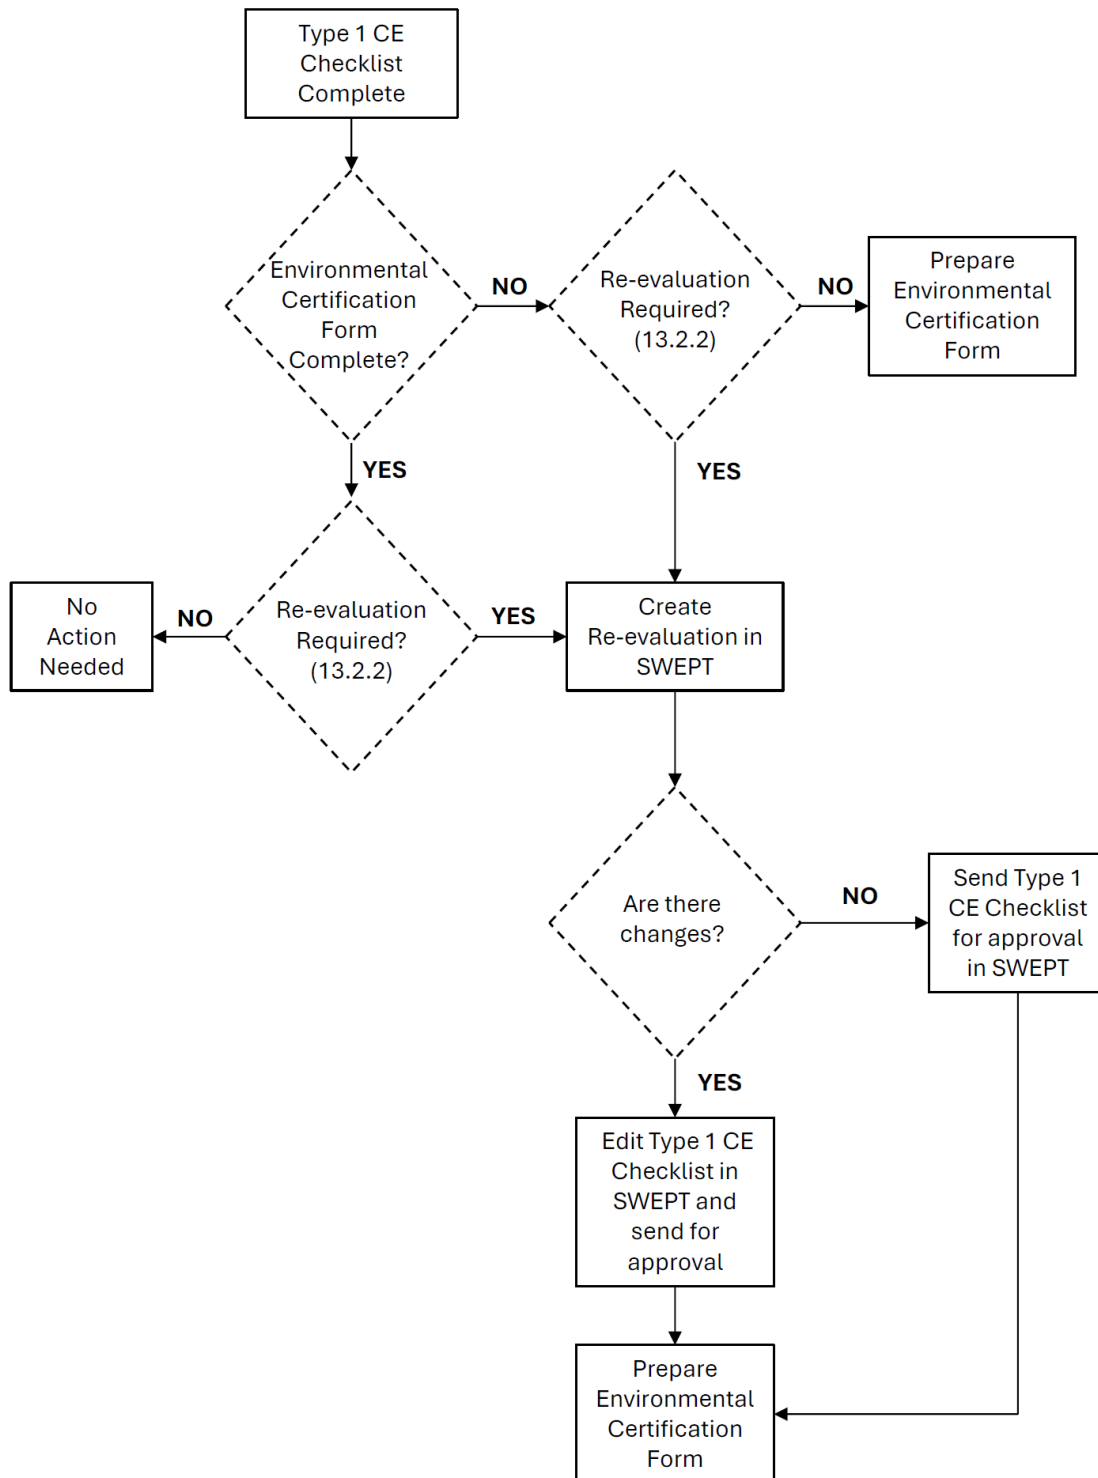 Type 1 CE
Checklist
Complete
Environmental
Certification
Form
Complete?
NO
Re-evaluation
Required?
(13.2.2)
NO
Prepare
Environmental
Certification
Form
YES
YES
No
Action
Needed
NO
Re-evaluation
Required?
(13.2.2)
YES
Create
Re-evaluation in
SWEPT
Are there
changes?
NO
Send Type 1
CE Checklist
for approval
in SWEPT
YES
Edit Type 1 CE
Checklist in
SWEPT and
send for
approval
Prepare
Environmental
Certification
Form